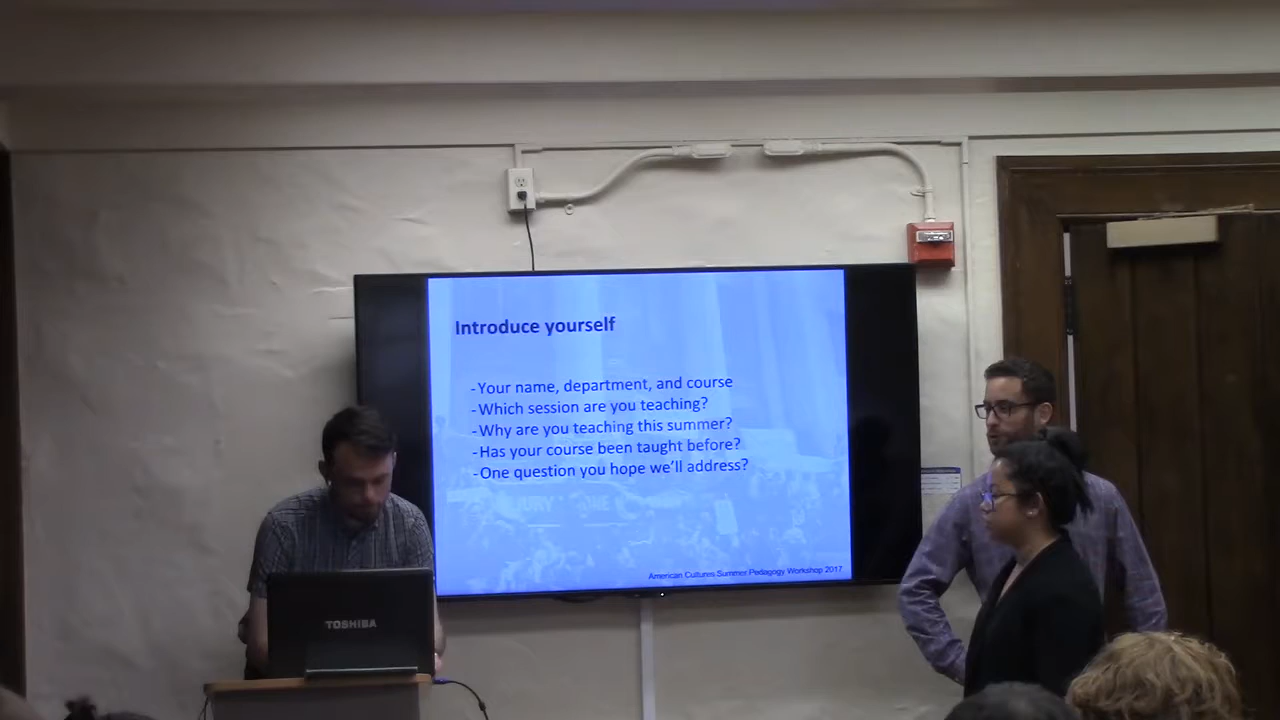 Introduce yourself
-Your name, department, and course
-Which session are you teaching?
-Why are you teaching this summer?
-Has your course been taught before?
-One question you hope we'll address?
American Cultures Summer Pedagogy Workshop 2017
TOSHIBA